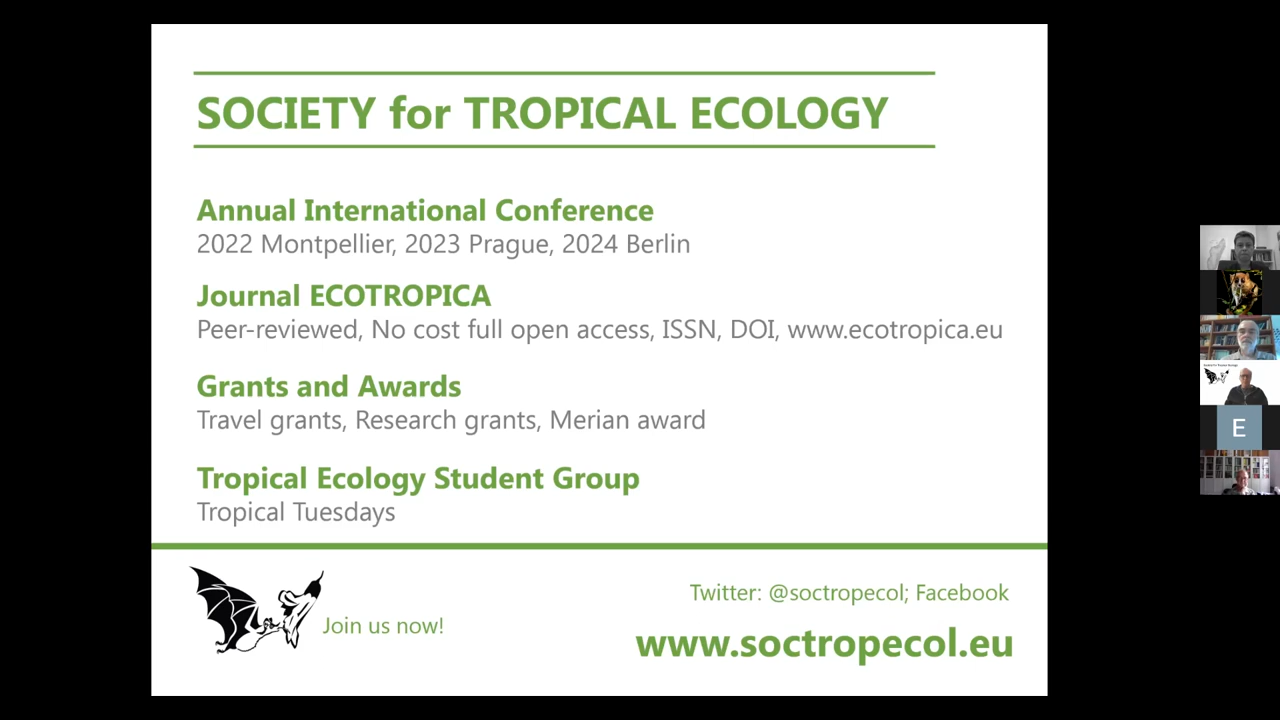 SOCIETY for TROPICAL ECOLOGY
Annual International Conference
2022 Montpellier, 2023 Prague, 2024 Berlin
Journal ECOTROPICA
Peer-reviewed, No cost full open access, ISSN, DOI, www.ecotropica.eu
Grants and Awards
Travel grants, Research grants, Merian award
Tropical Ecology Student Group
Tropical Tuesdays
Join us now!
Twitter: @soctropecol; Facebook
www.soctropecol.eu
E